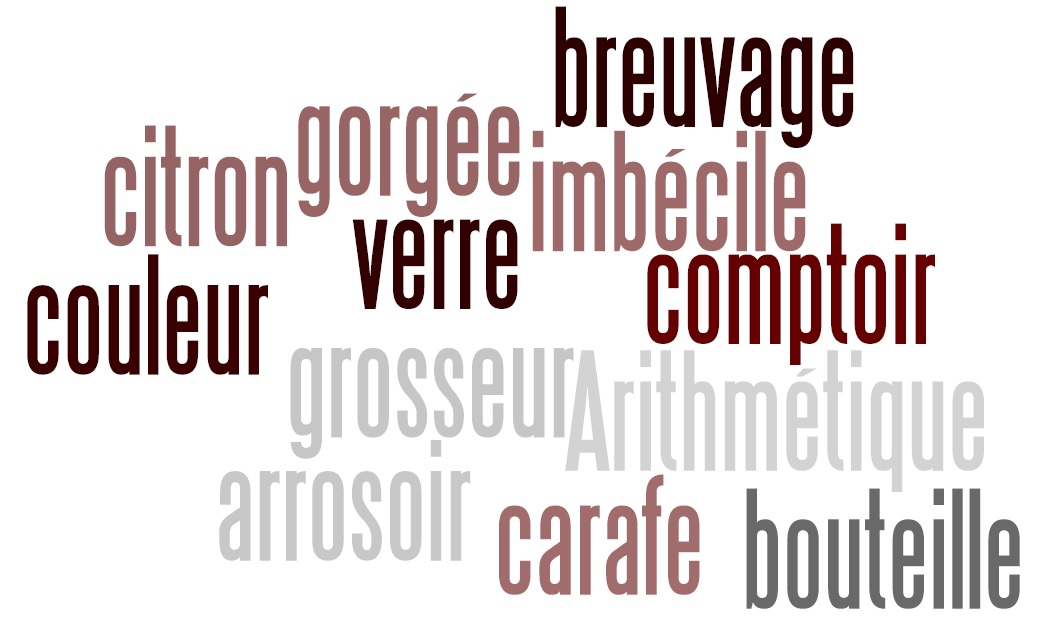 breuvage
gorgée
citron
imbécile
verre
comptoir
couleur
grosseur
Arithmétique
arrosoir
carafe
bouteille